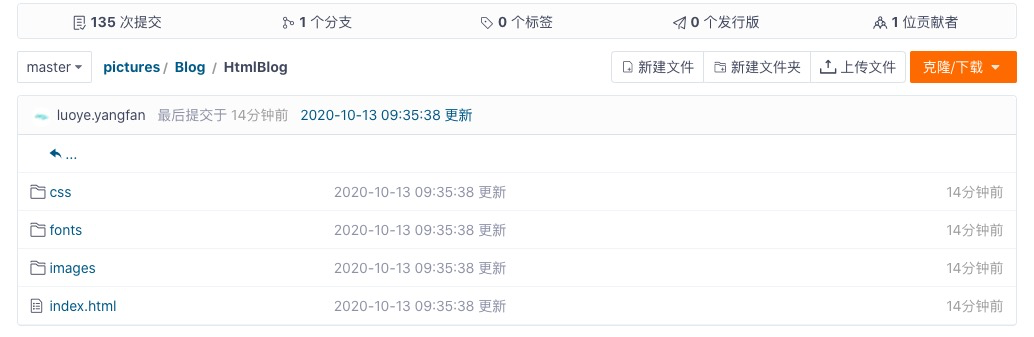 135 次提交 1 个分支 0 个标签 0 个发行版 1 位贡献者
master pictures / Blog / HtmlBlog 新建文件 新建文件夹 上传文件 克隆/下载
luoye.yangfan 最后提交于 14分钟前 2020-10-13 09:35:38 更新
...
css 2020-10-13 09:35:38 更新 14分钟前
fonts 2020-10-13 09:35:38 更新 14分钟前
images 2020-10-13 09:35:38 更新 14分钟前
index.html 2020-10-13 09:35:38 更新 14分钟前